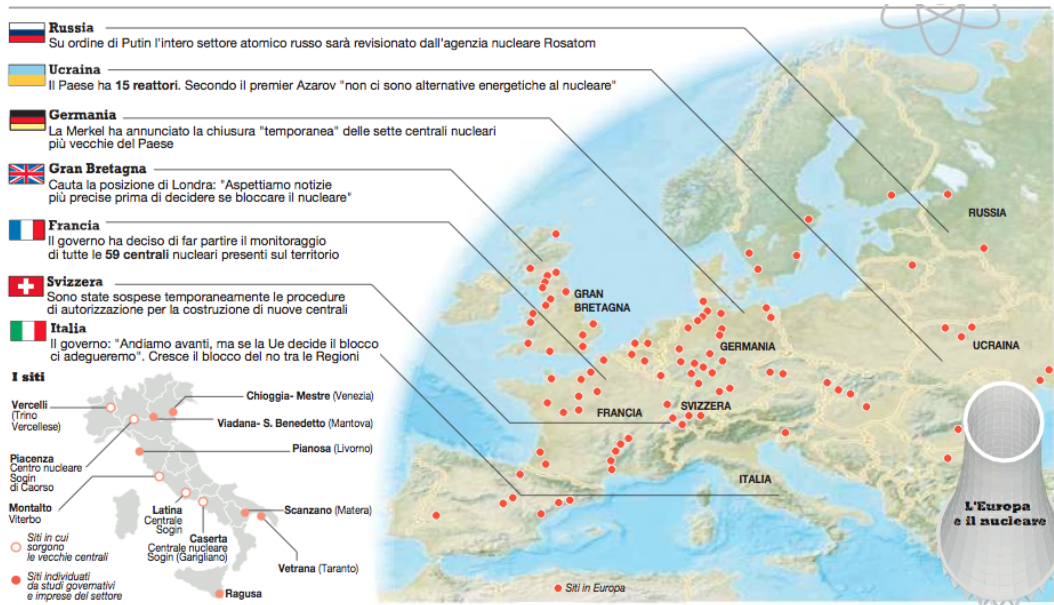 Russia
Su ordine di Putin l'intero settore atomico russo sarà revisionato dall'agenzia nucleare Rosatom
Ucraina
Il Paese ha 15 reattori. Secondo il premier Azarov "non ci sono alternative energetiche al nucleare"
Germania
La Merkel ha annunciato la chiusura "temporanea" delle sette centrali nucleari
più vecchie del Paese
Gran Bretagna
Cauta la posizione di Londra: "Aspettiamo notizie
più precise prima di decidere se bloccare il nucleare"
Francia
Il governo ha deciso di far partire il monitoraggio
di tutte le 59 centrali nucleari presenti sul territorio
Svizzera
Sono state sospese temporaneamente le procedure
di autorizzazione per la costruzione di nuove centrali
Italia
Il governo: "Andiamo avanti, ma se la Ue decide il blocco
ci adegueremo". Cresce il blocco del no tra le Regioni
I siti
Vercelli
(Trino
Vercellese)
Piacenza
Centro nucleare
Sogin
di Caorso
Montalto
Viterbo
Chioggia- Mestre (Venezia)
Viadana- S. Benedetto (Mantova)
Pianosa (Livorno)
Latina
Centrale
Sogin
Caserta
Centrale nucleare
Sogin (Garigliano)
Scanzano (Matera)
Vetrana (Taranto)
Ragusa
Siti in cui
sorgono
le vecchie centrali
Siti individuati
da studi governativi
e imprese del settore
RUSSIA
GRAN
BRETAGNA
GERMANIA
UCRAINA
FRANCIA
SVIZZERA
ITALIA
Siti in Europa
L'Europa
e il nucleare